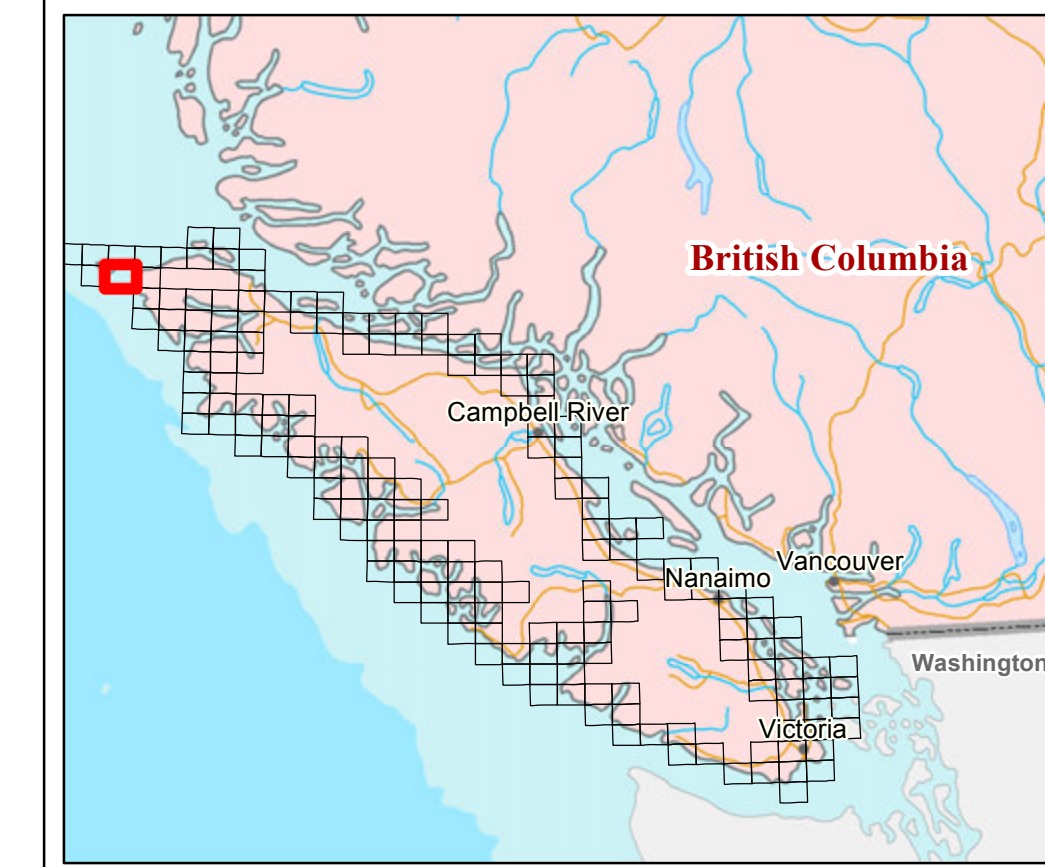 British Columbia
Campbell River
Vancouver
Nanaimo
Washington
Victoria